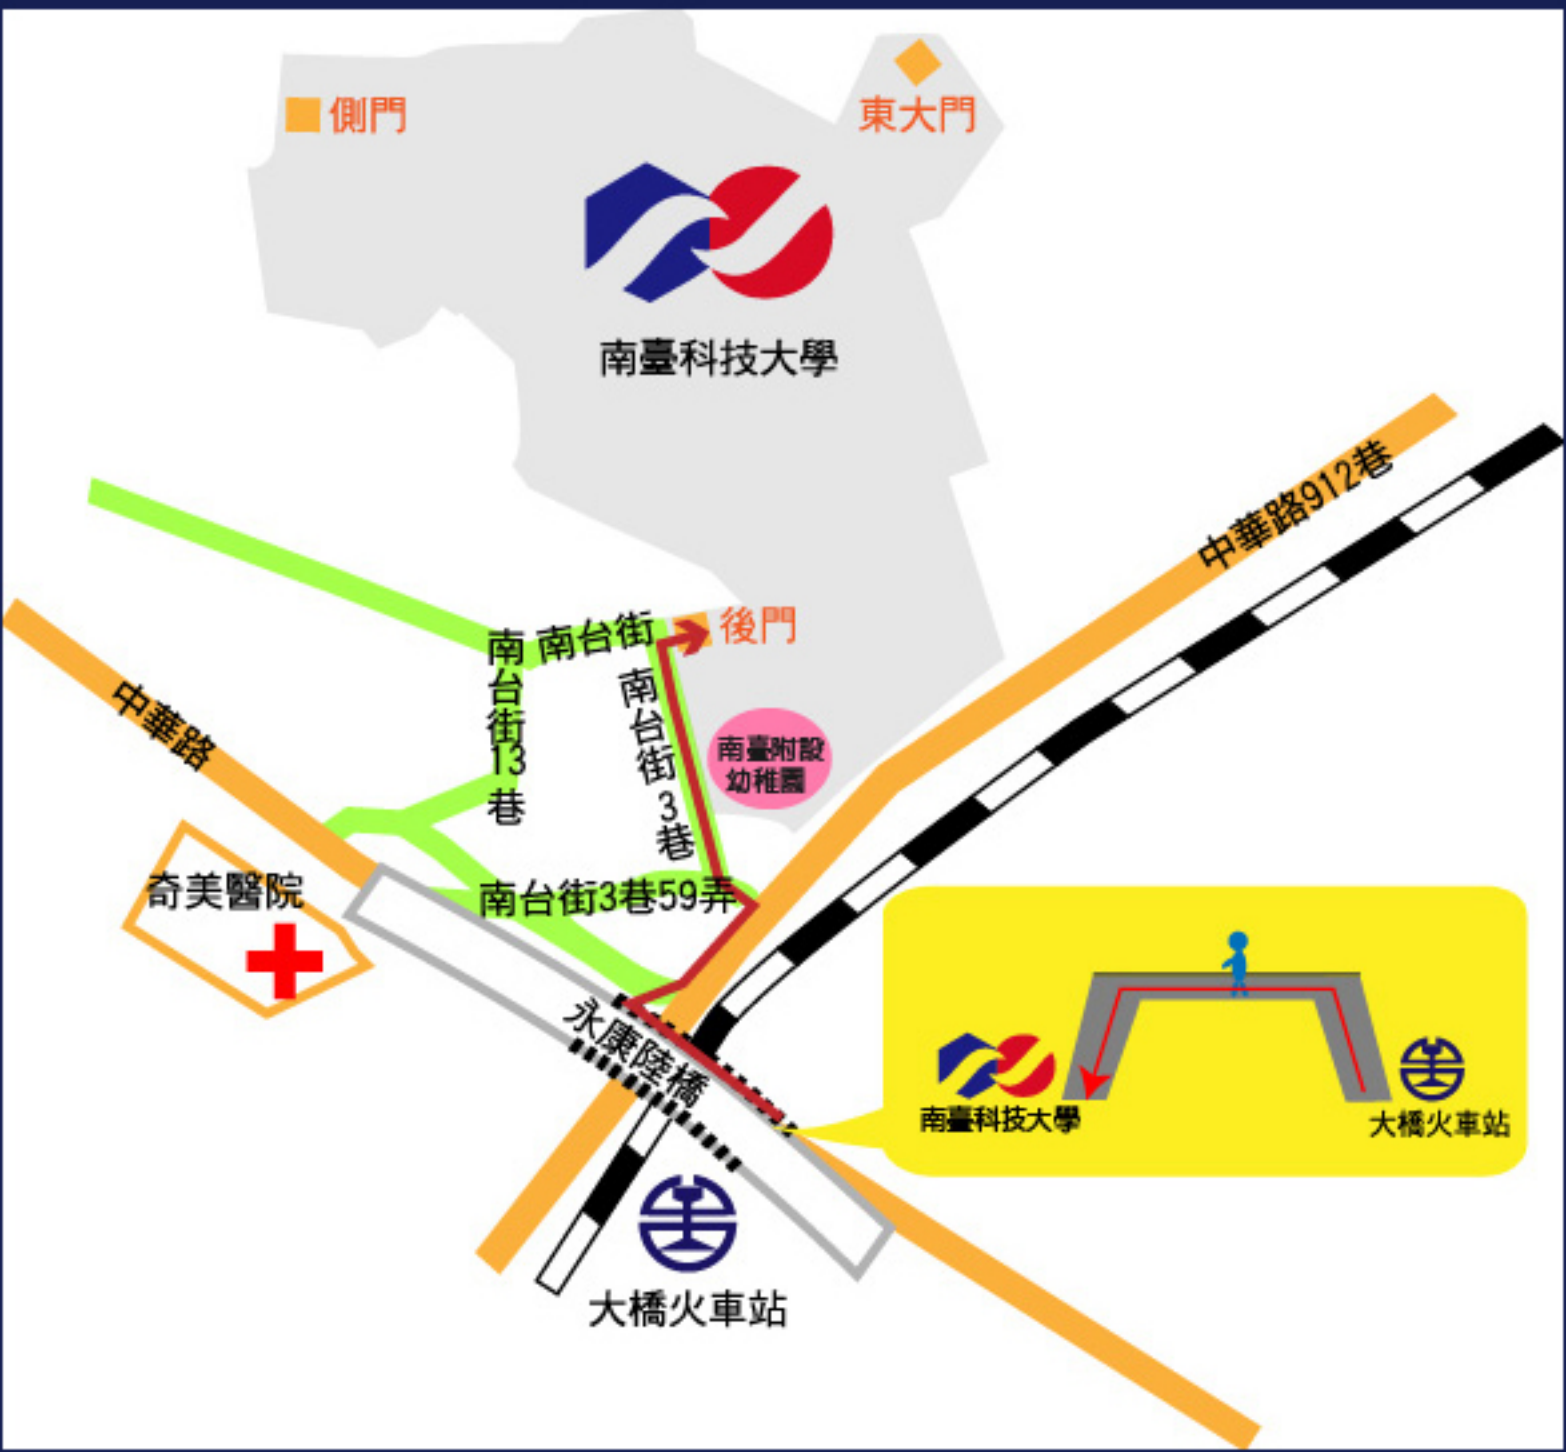 側門
東大門
南臺科技大學
中華路912巷
南台街
後門
南台街13巷
南台街3巷
中華路
南臺附設
幼稚園
奇美醫院
南台街3巷59弄
永康陸橋
南臺科技大學
大橋火車站
大橋火車站